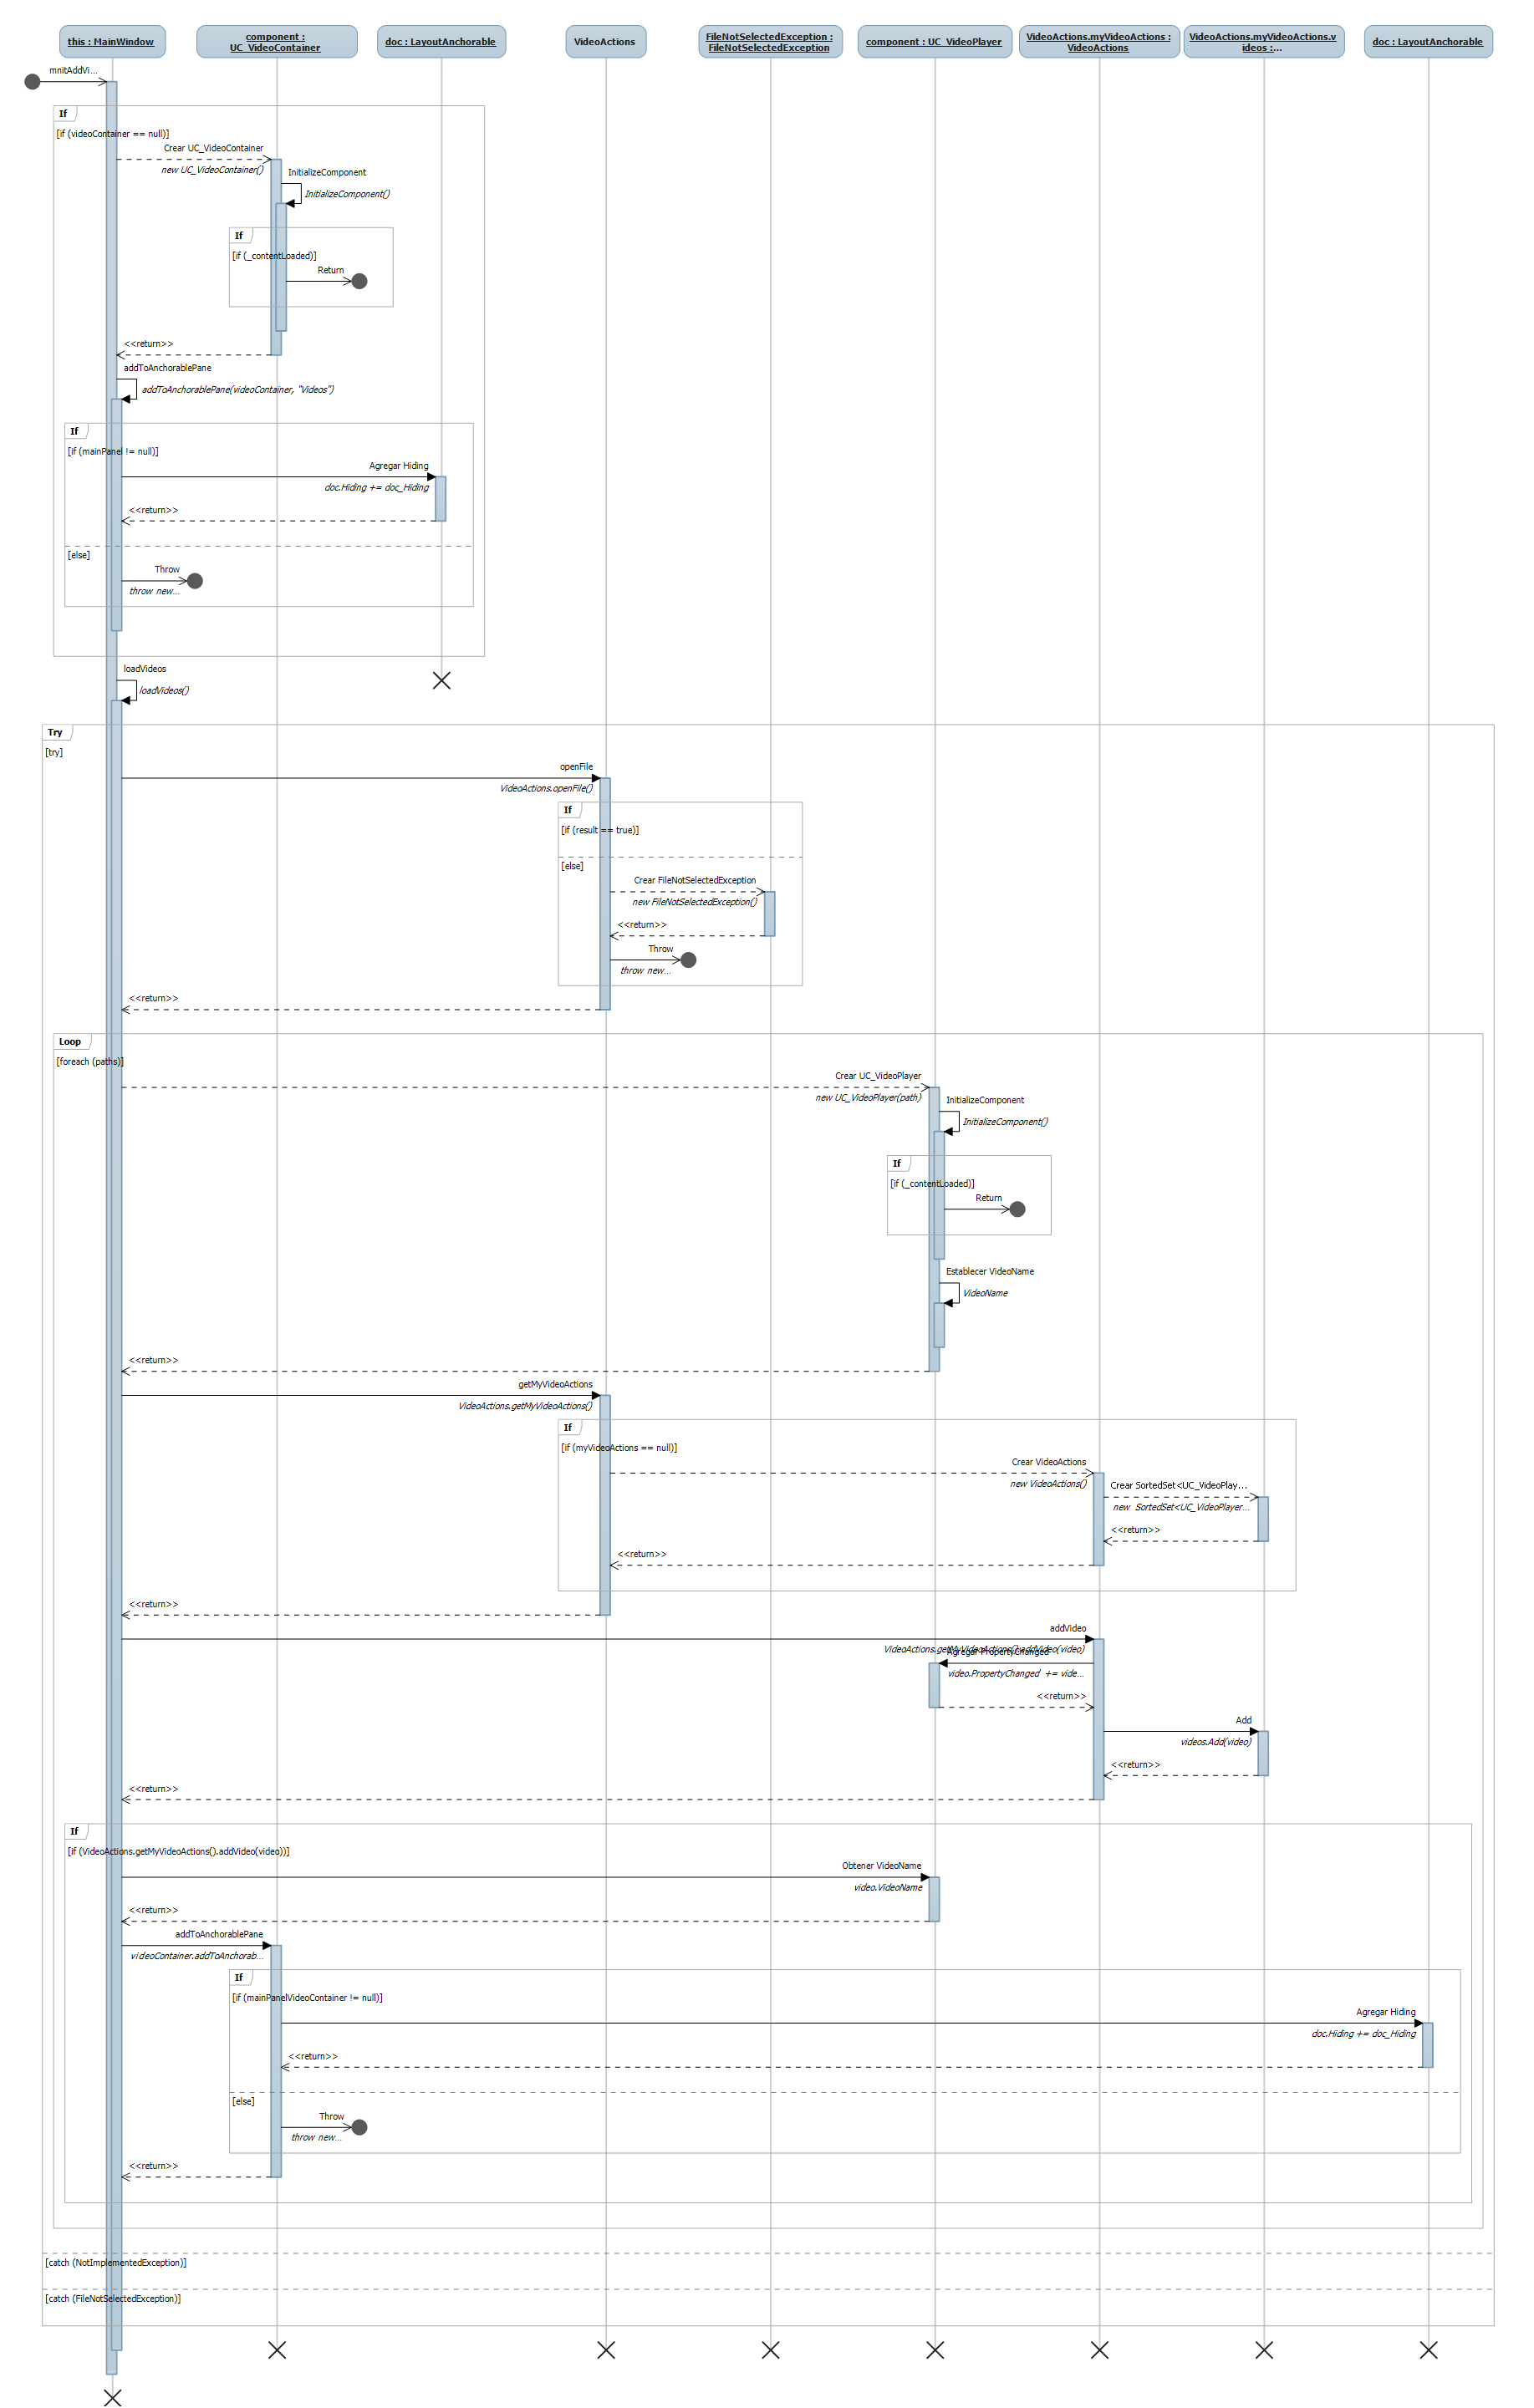 this : MainWindow
component :
UC_VideoContainer
doc : LayoutAnchorable
VideoActions
FileNotSelectedException :
FileNotSelectedException
component : UC_VideoPlayer
VideoActions.myVideoActions :
VideoActions
VideoActions.myVideoActions.v
ideos :...
doc : LayoutAnchorable
mnitAddVi...
If
[if (videoContainer == null)]
Crear UC_VideoContainer
new UC_VideoContainer()
InitializeComponent
InitializeComponent()
If
[if (_contentLoaded)]
Return
<<return>>
addToAnchorablePane
addToAnchorablePane(videoContainer, "Videos")
If
[if (mainPanel != null)]
Agregar Hiding
doc.Hiding += doc_Hiding
<<return>>
[else]
Throw
throw new...
loadVideos
loadVideos()
Try
[try]
openFile
VideoActions.openFile()
If
[if (result == true)]
[else]
Crear FileNotSelectedException
new FileNotSelectedException()
<<return>>
Throw
throw new...
<<return>>
Loop
[foreach (paths)]
Crear UC_VideoPlayer
new UC_VideoPlayer(path)
InitializeComponent
InitializeComponent()
If
[if (_contentLoaded)]
Return
Establecer VideoName
VideoName
<<return>>
getMyVideoActions
VideoActions.getMyVideoActions()
If
[if (myVideoActions == null)]
Crear VideoActions
new VideoActions()
Crear SortedSet<UC_VideoPlay...
new SortedSet<UC_VideoPlayer...
<<return>>
<<return>>
<<return>>
addVideo
VideoActions.getMyVideoActions().addVideo(video)
Agregar PropertyChanged
video.PropertyChanged += vide...
<<return>>
Add
videos.Add(video)
<<return>>
<<return>>
If
[if (VideoActions.getMyVideoActions().addVideo(video))]
Obtener VideoName
video.VideoName
<<return>>
addToAnchorablePane
videoContainer.addToAnchorab...
If
[if (mainPanelVideoContainer != null)]
Agregar Hiding
doc.Hiding += doc_Hiding
<<return>>
[else]
Throw
throw new...
<<return>>
[catch (NotImplementedException)]
[catch (FileNotSelectedException)]